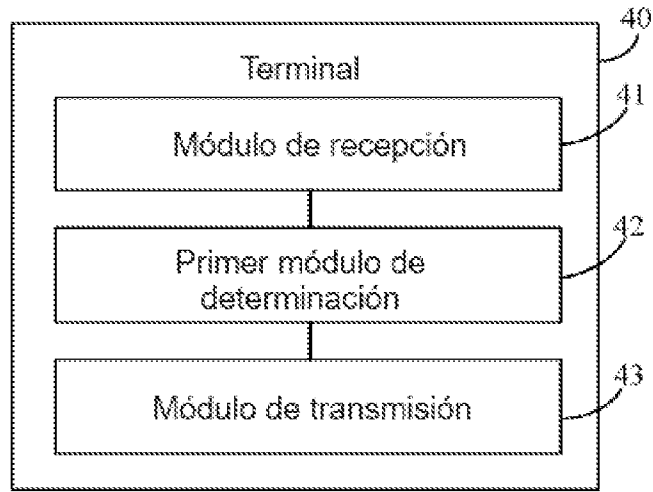 40
Terminal
41
Módulo de recepción
42
Primer módulo de
determinación
43
Módulo de transmisión